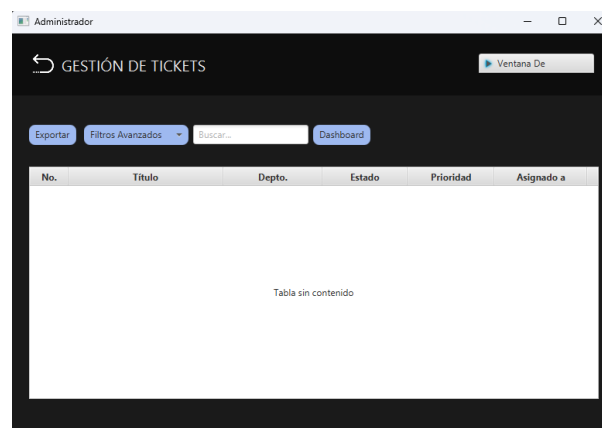 Administrador
GESTIÓN DE TICKETS
Ventana De
Exportar Filtros Avanzados Buscar... Dashboard
No. Título Depto. Estado Prioridad Asignado a
Tabla sin contenido